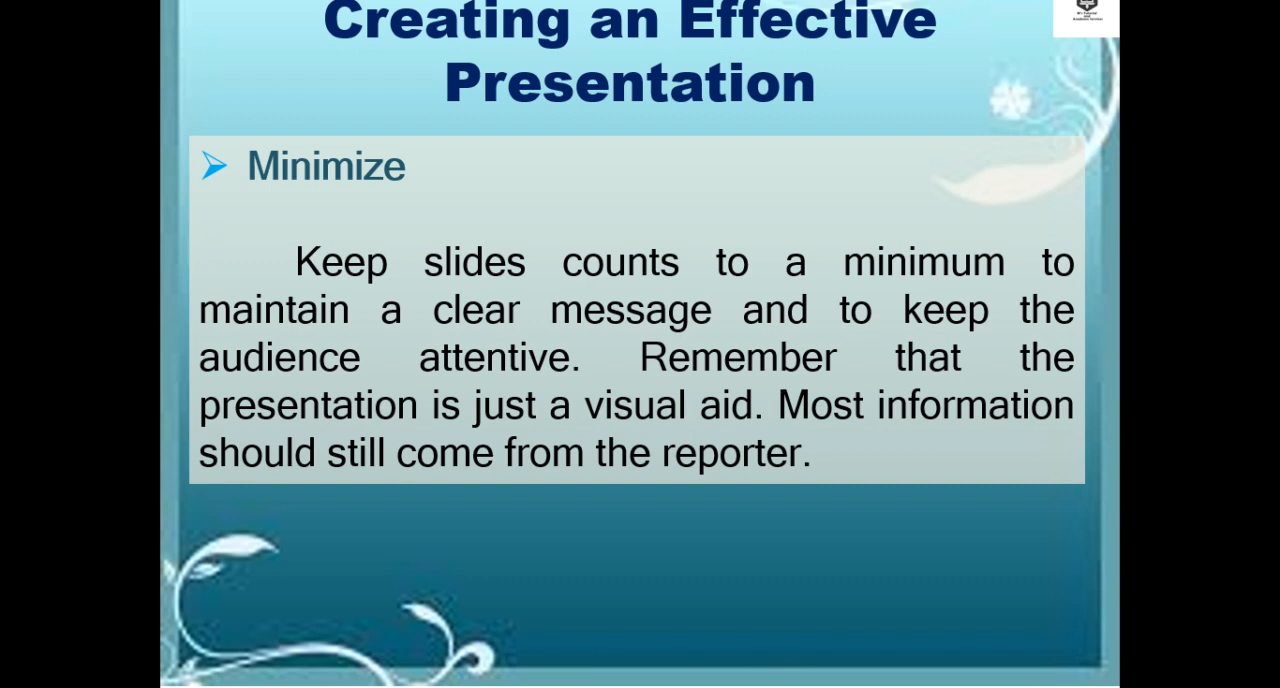 Creating an Effective
Presentation
Minimize
Keep slides counts to a minimum to
maintain a clear message and to keep the
audience attentive. Remember that the
presentation is just a visual aid. Most information
should still come from the reporter.